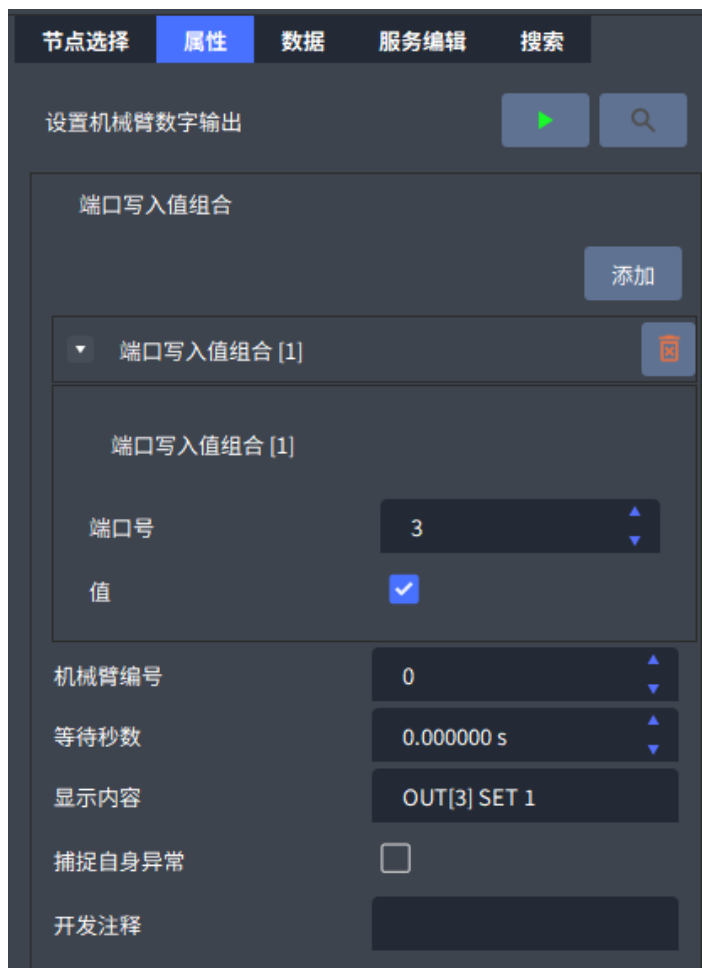 节点选择 属性 数据 服务编辑 搜索
设置机械臂数字输出
端口写入值组合
添加
端口写入值组合 [1]
端口写入值组合 [1]
端口号 3
值
机械臂编号 0
等待秒数 0.000000 s
显示内容 OUT[3] SET 1
捕捉自身异常
开发注释